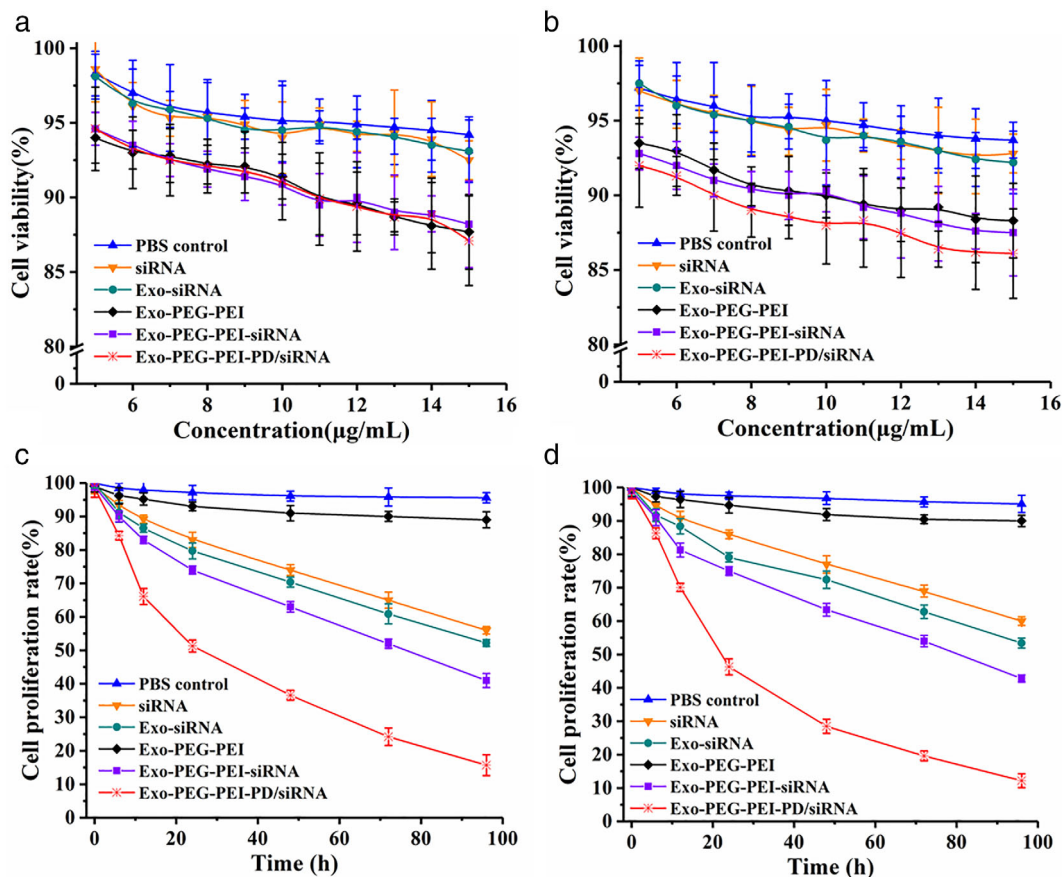 a
Cell viability(%)
100
95
90
85
80
0
PBS control
siRNA
Exo-siRNA
Exo-PEG-PEI
Exo-PEG-PEI-siRNA
Exo-PEG-PEI-PD/siRNA
6 8 10 12 14 16
Concentration(μg/mL)
b
Cell viability(%)
100
95
90
85
80
0
PBS control
siRNA
Exo-siRNA
Exo-PEG-PEI
Exo-PEG-PEI-siRNA
Exo-PEG-PEI-PD/siRNA
6 8 10 12 14 16
Concentration(μg/mL)
c
Cell proliferation rate(%)
100
90
80
70
60
50
40
30
20
10
0
PBS control
siRNA
Exo-siRNA
Exo-PEG-PEI
Exo-PEG-PEI-siRNA
Exo-PEG-PEI-PD/siRNA
0 20 40 60 80 100
Time (h)
d
Cell proliferation rate(%)
100
90
80
70
60
50
40
30
20
10
0
PBS control
siRNA
Exo-siRNA
Exo-PEG-PEI
Exo-PEG-PEI-siRNA
Exo-PEG-PEI-PD/siRNA
0 20 40 60 80 100
Time (h)